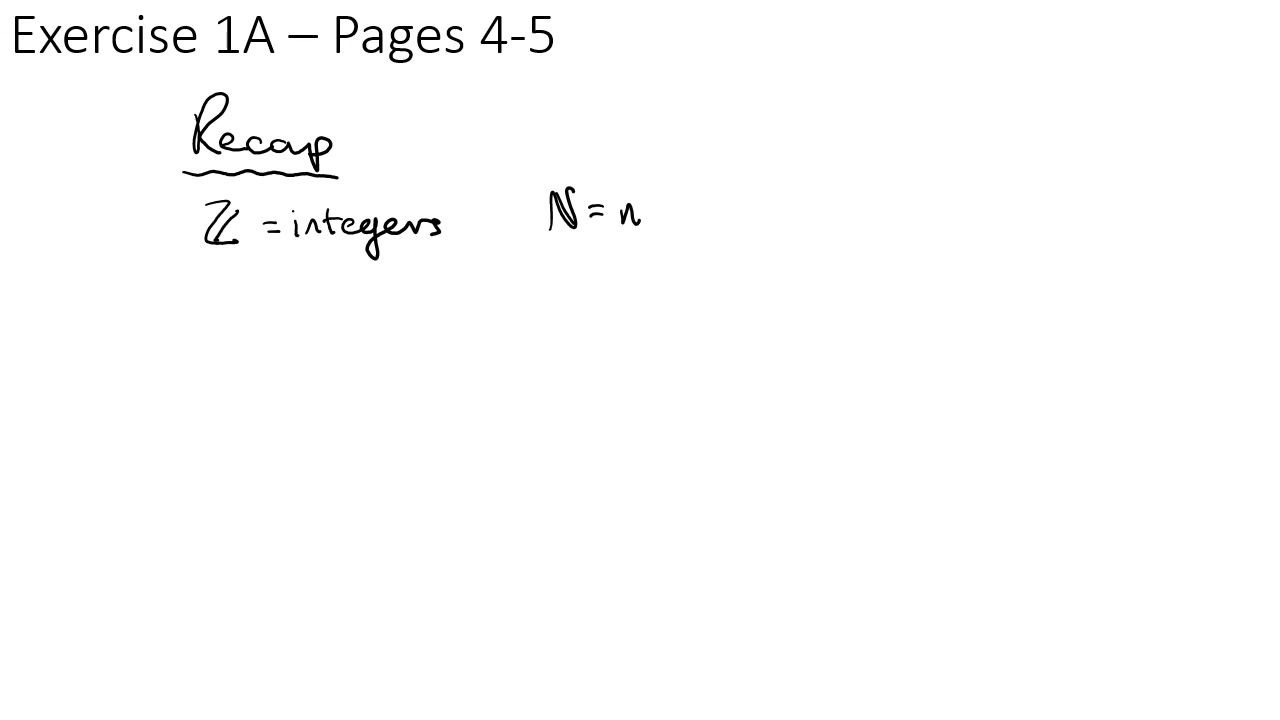 Exercise 1A – Pages 4-5
Recap
ℤ = integers ℕ = n